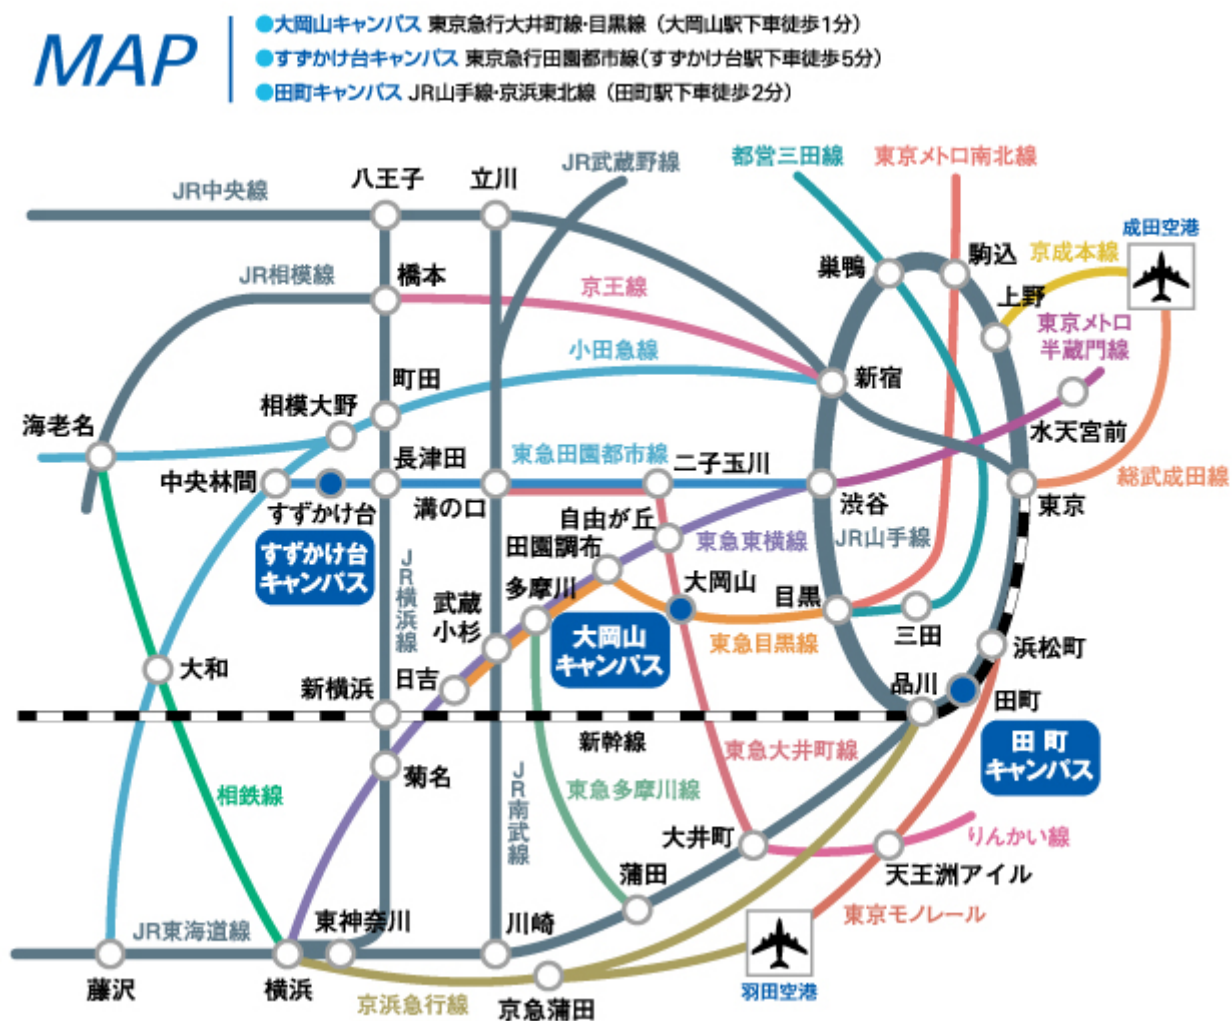 MAP
●大岡山キャンパス 東京急行大井町線・目黒線（大岡山駅下車徒歩1分）
●すずかけ台キャンパス 東京急行田園都市線（すずかけ台駅下車徒歩5分）
●田町キャンパス JR山手線・京浜東北線（田町駅下車徒歩2分）
JR中央線
八王子
立川
JR武蔵野線
都営三田線
東京メトロ南北線
成田空港
JR相模線
橋本
京王線
巣鴨
駒込
京成本線
上野
東京メトロ
半蔵門線
小田急線
町田
新宿
相模大野
海老名
水天宮前
中央林間
長津田
東急田園都市線
二子玉川
総武成田線
すずかけ台
溝の口
渋谷
東京
すずかけ台
キャンパス
自由が丘
東急東横線
JR山手線
田園調布
JR横浜線
多摩川
大岡山
目黒
武蔵
小杉
大岡山
キャンパス
東急目黒線
三田
浜松町
大和
新横浜
日吉
品川
田町
新幹線
東急大井町線
田町
キャンパス
菊名
相鉄線
JR南武線
東急多摩川線
大井町
りんかい線
蒲田
天王洲アイル
JR東海道線
東神奈川
川崎
東京モノレール
藤沢
横浜
京浜急行線
京急蒲田
羽田空港